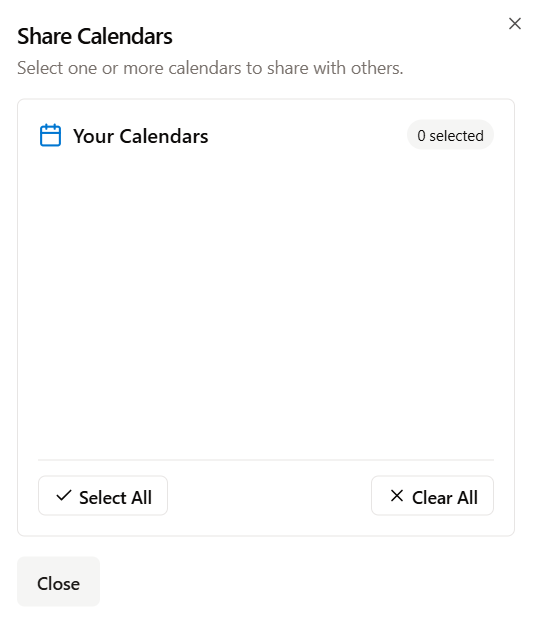 Share Calendars
Select one or more calendars to share with others.
Your Calendars
0 selected
Select All
Clear All
Close